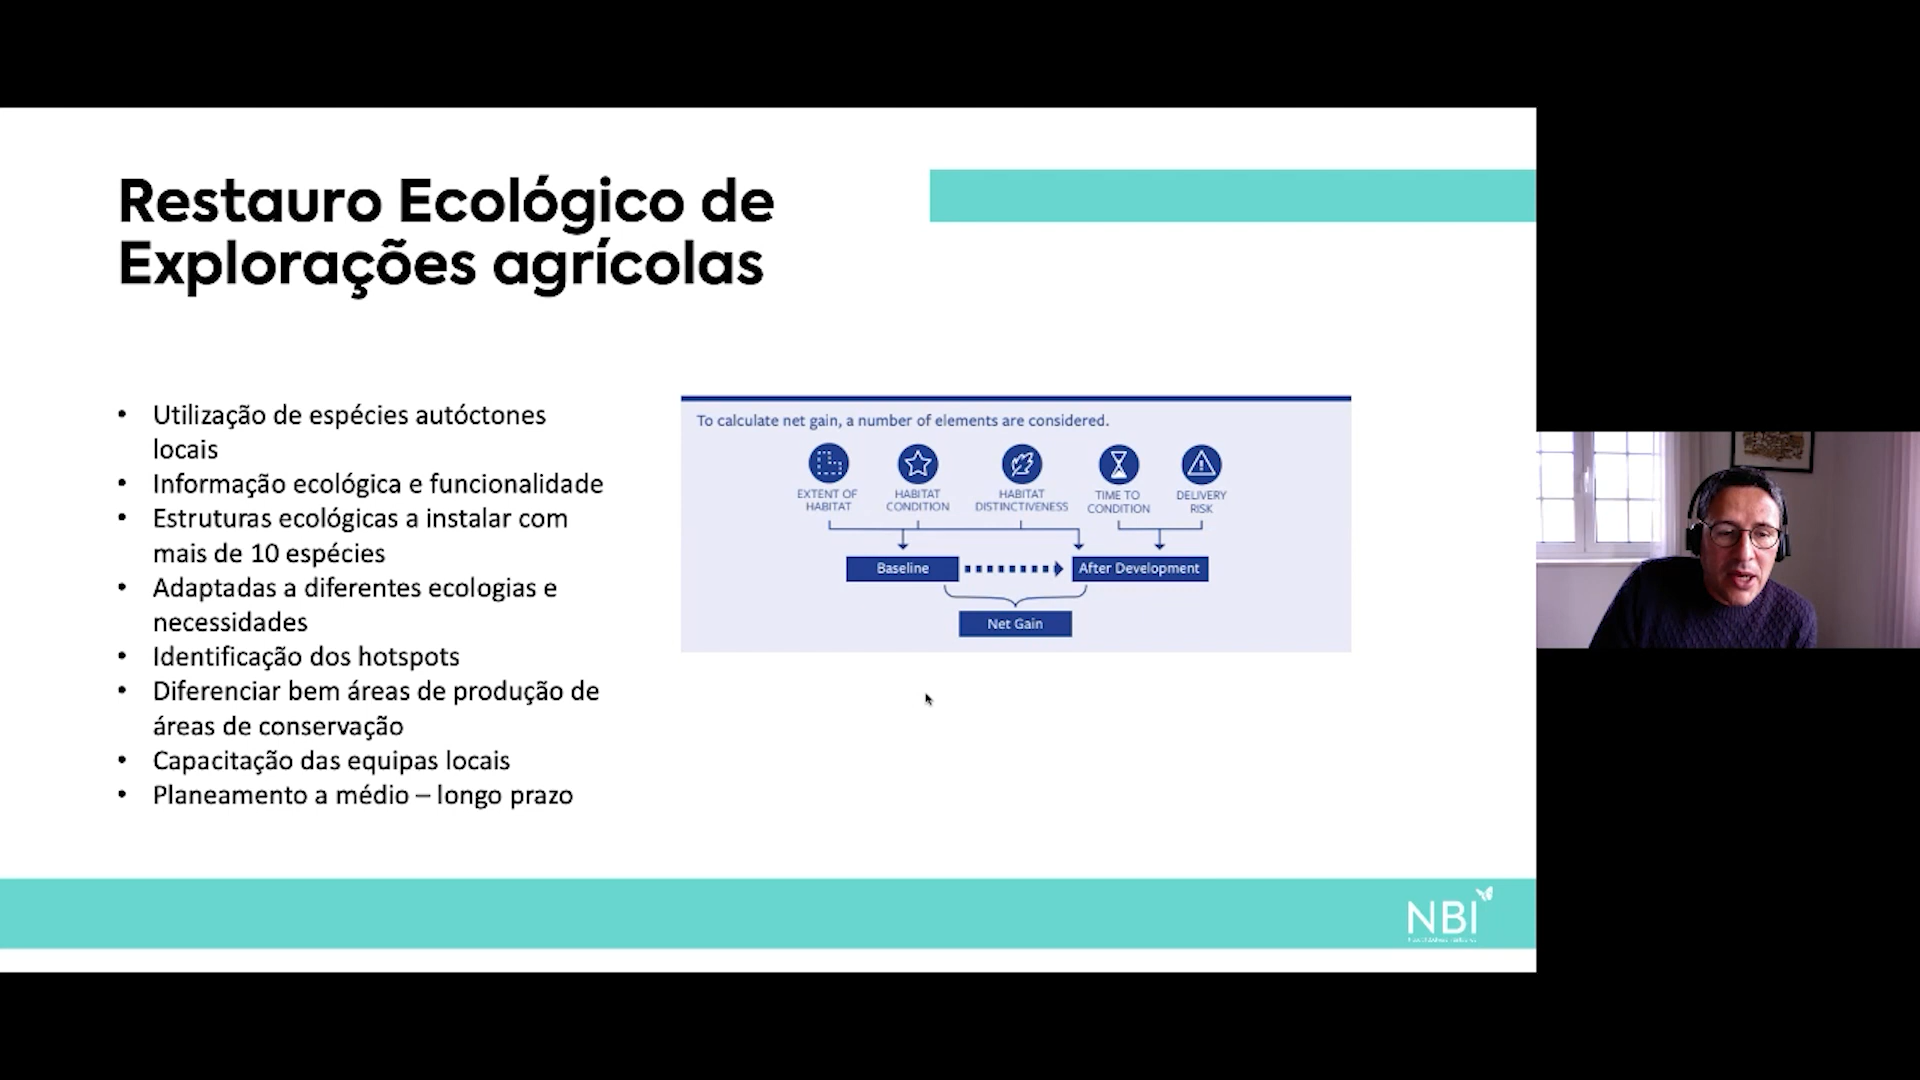 Restauro Ecológico de
Explorações agrícolas
• Utilização de espécies autóctones
locais
• Informação ecológica e funcionalidade
• Estruturas ecológicas a instalar com
mais de 10 espécies
• Adaptadas a diferentes ecologias e
necessidades
• Identificação dos hotspots
• Diferenciar bem áreas de produção de
áreas de conservação
• Capacitação das equipas locais
• Planeamento a médio – longo prazo
To calculate net gain, a number of elements are considered.
EXTENT OF
HABITAT
HABITAT
CONDITION
HABITAT
DISTINCTIVENESS
TIME TO
CONDITION
DELIVERY
RISK
Baseline
After Development
Net Gain
NBI